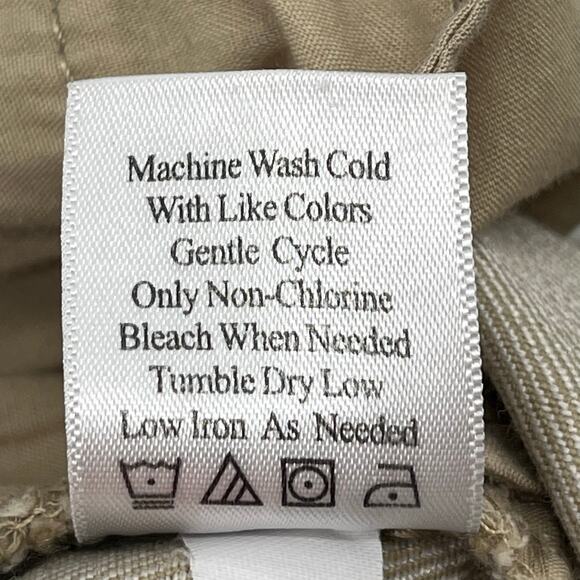 Machine Wash Cold
With Like Colors
Gentle Cycle
Only Non-Chlorine
Bleach When Needed
Tumble Dry Low
Low Iron As Needed